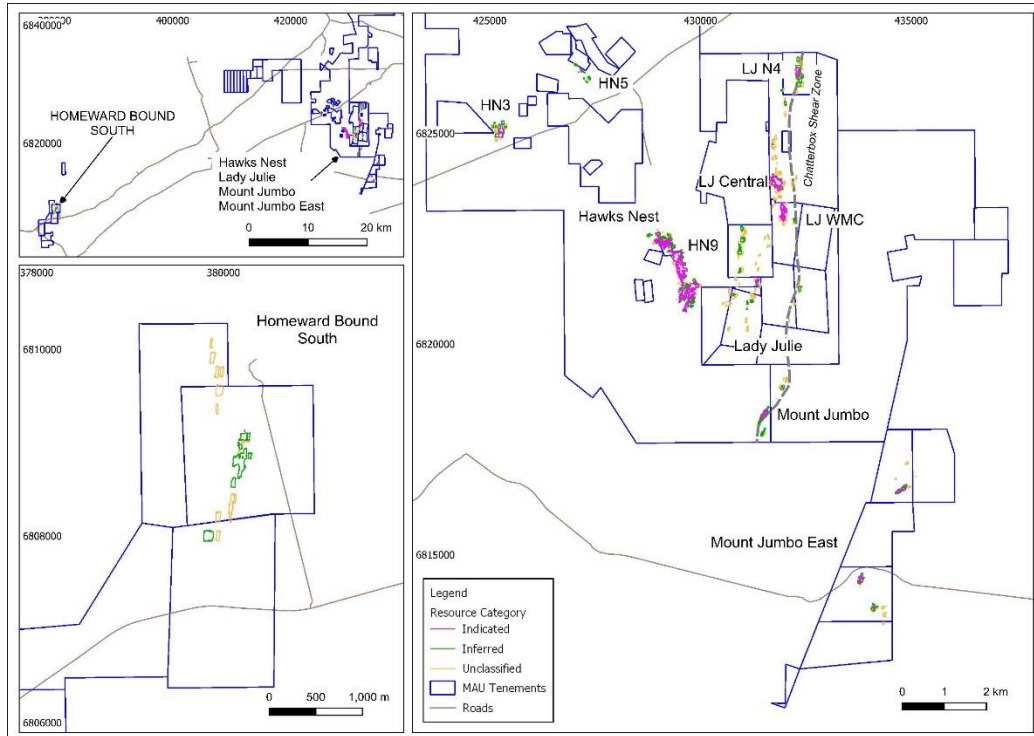 380000
400000
420000
6840000
6820000
HOMEWARD BOUND
SOUTH
Hawks Nest
Lady Julie
Mount Jumbo
Mount Jumbo East
0 10 20 km
378000
380000
Homeward Bound
South
6810000
6808000
6806000
0 500 1,000 m
425000
430000
435000
HN5
LJ N4
HN3
Chatterbox Shear Zone
6825000
LJ Central
LJ WMC
Hawks Nest
HN9
6820000
Lady Julie
Mount Jumbo
Mount Jumbo East
6815000
Legend
Resource Category
Indicated
Inferred
Unclassified
MAU Tenements
Roads
0 1 2 km